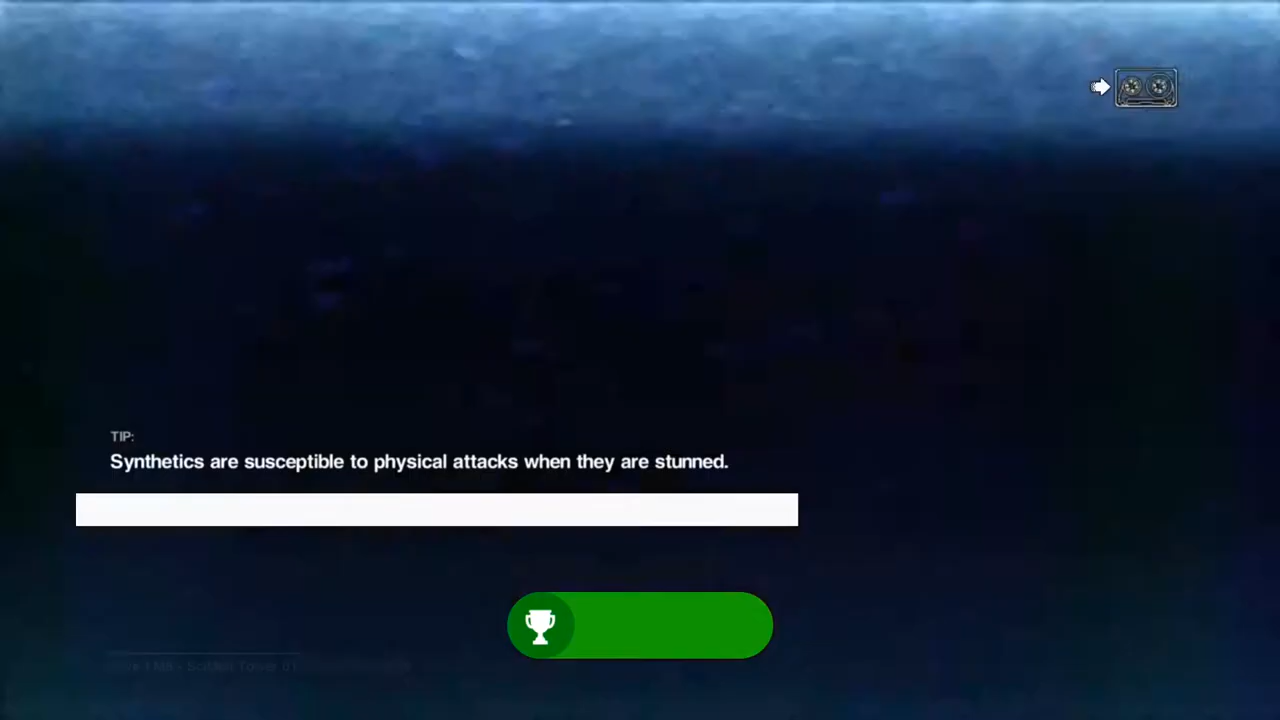 TIP:
Synthetics are susceptible to physical attacks when they are stunned.